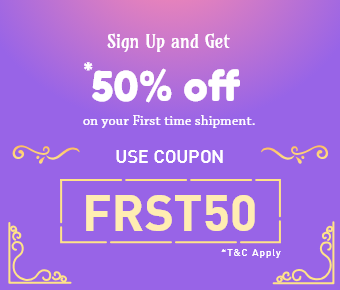 Sign Up and Get
*50% off
on your First time shipment.
USE COUPON
FRST50
*T&C Apply